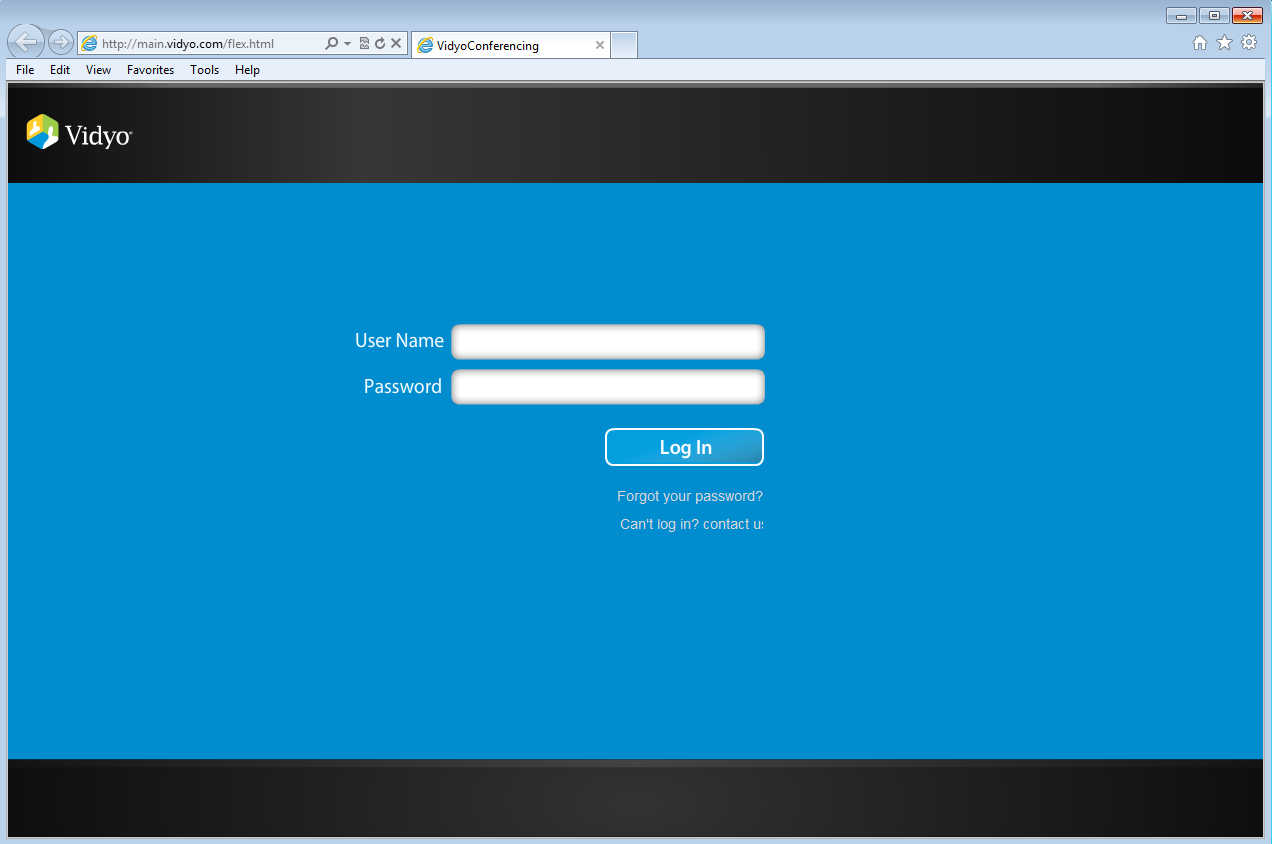 http://main.vidyo.com/flex.html
VidyoConferencing
File Edit View Favorites Tools Help
Vidyo
User Name
Password
Log In
Forgot your password?
Can't log in? contact us